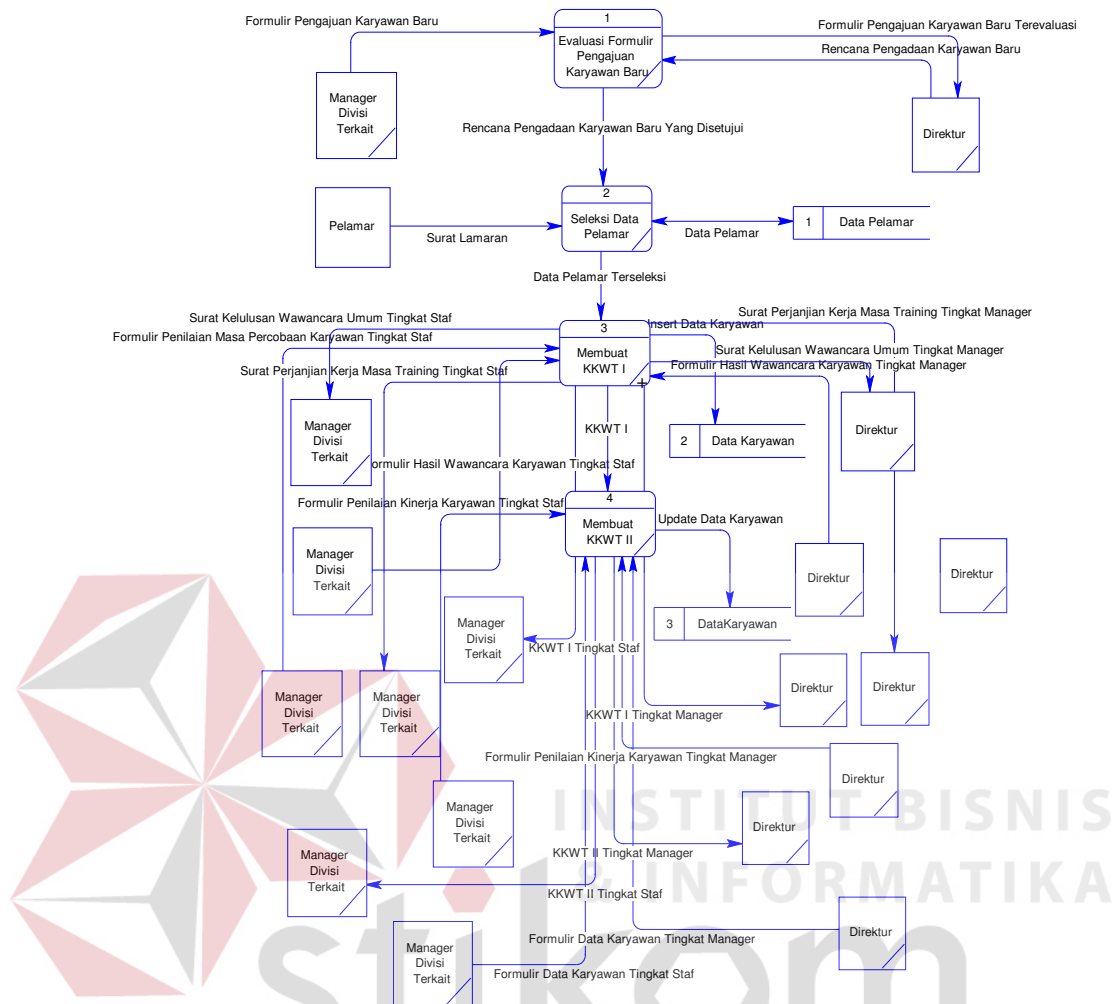 Formulir Pengajuan Karyawan Baru
1
Evaluasi Formulir
Pengajuan
Karyawan Baru
Formulir Pengajuan Karyawan Baru Terevaluasi
Rencana Pengadaan Karyawan Baru
Manager
Divisi
Terkait
Direktur
Rencana Pengadaan Karyawan Baru Yang Disetujui
2
Seleksi Data
Pelamar
Pelamar
Surat Lamaran
Data Pelamar
1
Data Pelamar
Data Pelamar Terseleksi
Surat Kelulusan Wawancara Umum Tingkat Staf
Formulir Penilaian Masa Percobaan Karyawan Tingkat Staf
Surat Perjanjian Kerja Masa Training Tingkat Staf
3
Membuat
KKWT I
Surat Perjanjian Kerja Masa Training Tingkat Manager
Insert Data Karyawan
Surat Kelulusan Wawancara Umum Tingkat Manager
Formulir Hasil Wawancara Karyawan Tingkat Manager
Manager
Divisi
Terkait
KKWT I
2
Data Karyawan
Direktur
ormulir Hasil Wawancara Karyawan Tingkat Staf
Formulir Penilaian Kinerja Karyawan Tingkat Staf
4
Membuat
KKWT II
Update Data Karyawan
Manager
Divisi
Terkait
Direktur
Direktur
Manager
Divisi
Terkait
3
DataKaryawan
KKWT I Tingkat Staf
Manager
Divisi
Terkait
Manager
Divisi
Terkait
Direktur
Direktur
KKWT I Tingkat Manager
Formulir Penilaian Kinerja Karyawan Tingkat Manager
Direktur
Manager
Divisi
Terkait
INSTITUT BISNIS
Direktur
Manager
Divisi
Terkait
KKWT II Tingkat Manager
& INFORMATIKA
KKWT II Tingkat Staf
stikom
Manager
Divisi
Terkait
Formulir Data Karyawan Tingkat Manager
Direktur
Formulir Data Karyawan Tingkat Staf